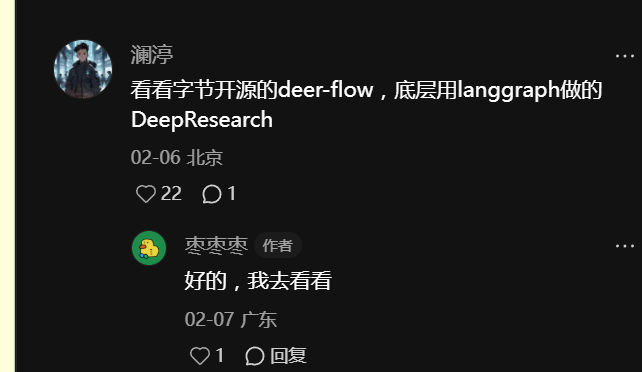 澜渟
看看字节开源的deer-flow，底层用langgraph做的
DeepResearch
02-06 北京
22 1
枣枣枣 作者
好的，我去看看
02-07 广东
1 回复